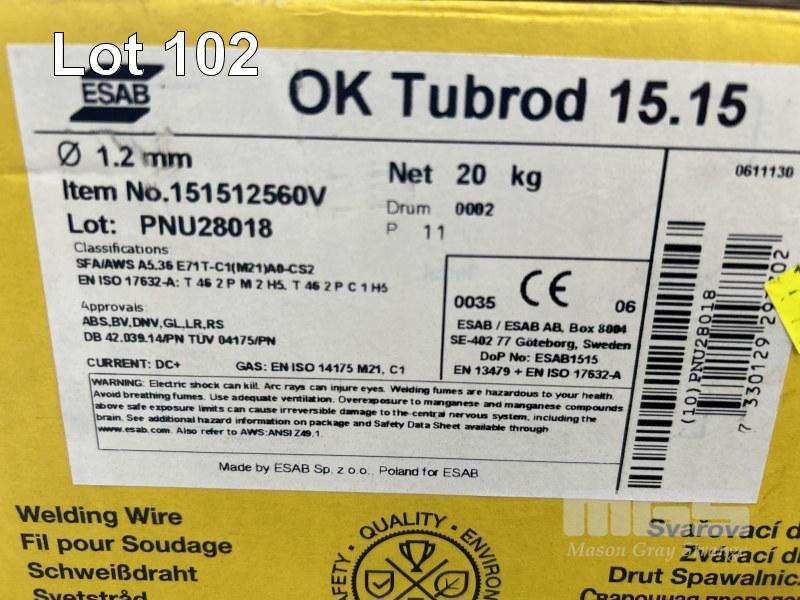 Lot 102
ESAB
OK Tubrod 15.15
Ø 1.2 mm
Item No.151512560V
Lot: PNU28018
Net 20 kg
Drum 0002
P 11
0611130
Classifications
SFA/AWS A5.36 E71T-C1(M21)A0-CS2
EN ISO 17632-A: T 46 2 P M 2 H5, T 46 2 P C 1 H5
Approvals
ABS,BV,DNV,GL,LR,RS
DB 42.039.14/PN TÜV 04175/PN
CURRENT: DC+ GAS: EN ISO 14175 M21, C1
0035 CE 06
ESAB / ESAB AB, Box 8004
SE-402 77 Göteborg, Sweden
DoP No: ESAB1515
EN 13479 + EN ISO 17632-A
(10)PNU28018
WARNING: Electric shock can kill. Arc rays can injure eyes. Welding fumes are hazardous to your health.
Avoid breathing fumes. Use adequate ventilation. Overexposure to manganese and manganese compounds
above safe exposure limits can cause irreversible damage to the central nervous system, including the
brain. See additional hazard information on package and Safety Data Sheet available through
www.esab.com. Also refer to AWS:ANSI Z49.1.
Made by ESAB Sp. z o.o., Poland for ESAB
Welding Wire
Fil pour Soudage
Schweißdraht
Svetstråd
QUALITY
Svařovací d
Zvárací d
Drut Spawalnic
MGS
Mason Gray Strange